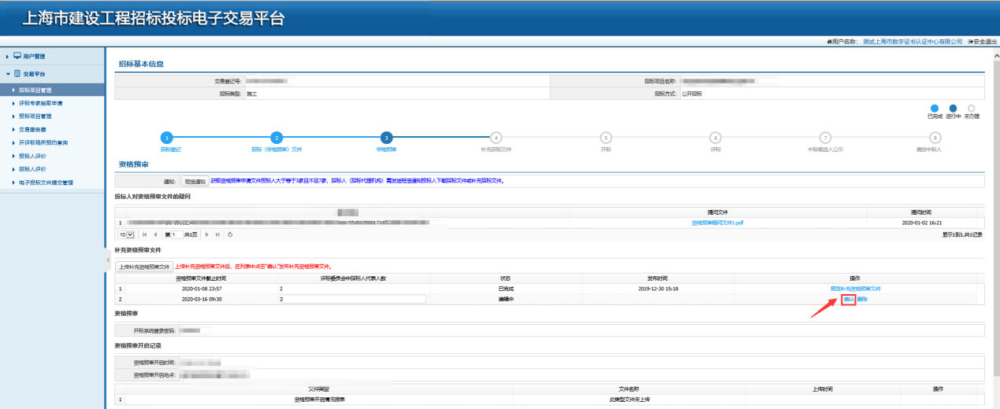 上海市建设工程招标投标电子交易平台
用户名称: 测试上海市数字证书认证中心有限公司 安全退出
用户管理
交易平台
招标项目管理
评标专家抽取申请
投标项目管理
交易服务费
开评标场所预约查询
投标人评价
招标人评价
电子投标文件提交管理
招标基本信息
交易登记号: 招标项目名称:
招标类型: 施工 招标方式: 公开招标
已完成 进行中 未办理
1 2 3 4 5 6 7 8
招标登记 招标（资格预审）文件 资格预审 补充招标文件 开标 评标 中标候选人公示 确定中标人
资格预审
通知: 短信通知 获取资格预审申请文件投标人大于等于3家且不足7家，招标人（招标代理机构）需发送短信通知投标人下载招标文件或补充招标文件。
投标人对资格预审文件的疑问
提问文件 提问时间
1 资格预审疑问文件1.pdf 2020-01-02 16:21
10 第 1 共1页 显示1到1,共1记录
补充资格预审文件
上传补充资格预审文件 上传补充资格预审文件后，在列表中点击"确认"发布补充资格预审文件。
资格预审文件截止时间 评标委员会中招标人代表人数 状态 发布时间 操作
1 2020-01-08 23:57 2 已完成 2019-12-30 15:18 预览补充资格预审文件
2 2020-03-16 09:30 2 编辑中 确认 删除
资格预审
开标系统登录密码:
资格预审开启记录
资格预审开启时间:
资格预审开启地点:
文件类型 文件名称 上传时间 操作
1 资格预审开启情况报表 此类型文件未上传